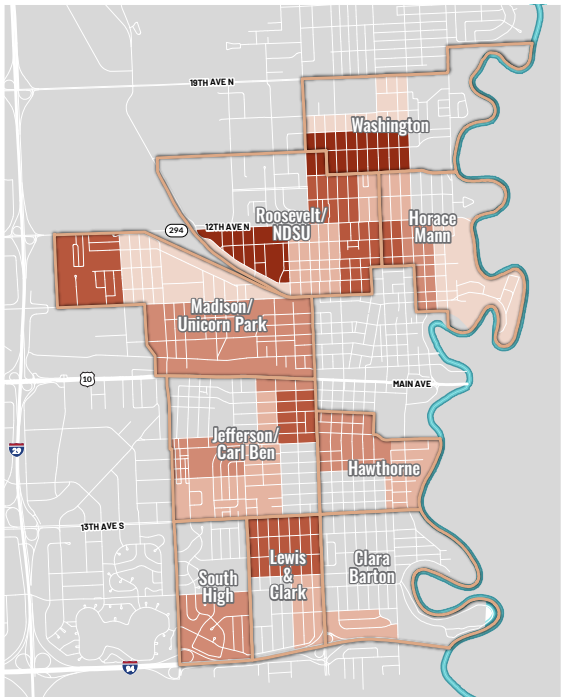 19TH AVE N
Washington
294
12TH AVE N
Roosevelt/
NDSU
Horace
Mann
Madison/
Unicorn Park
10
MAIN AVE
29
Jefferson/
Carl Ben
Hawthorne
13TH AVE S
Lewis
&
Clark
Clara
Barton
South
High
94